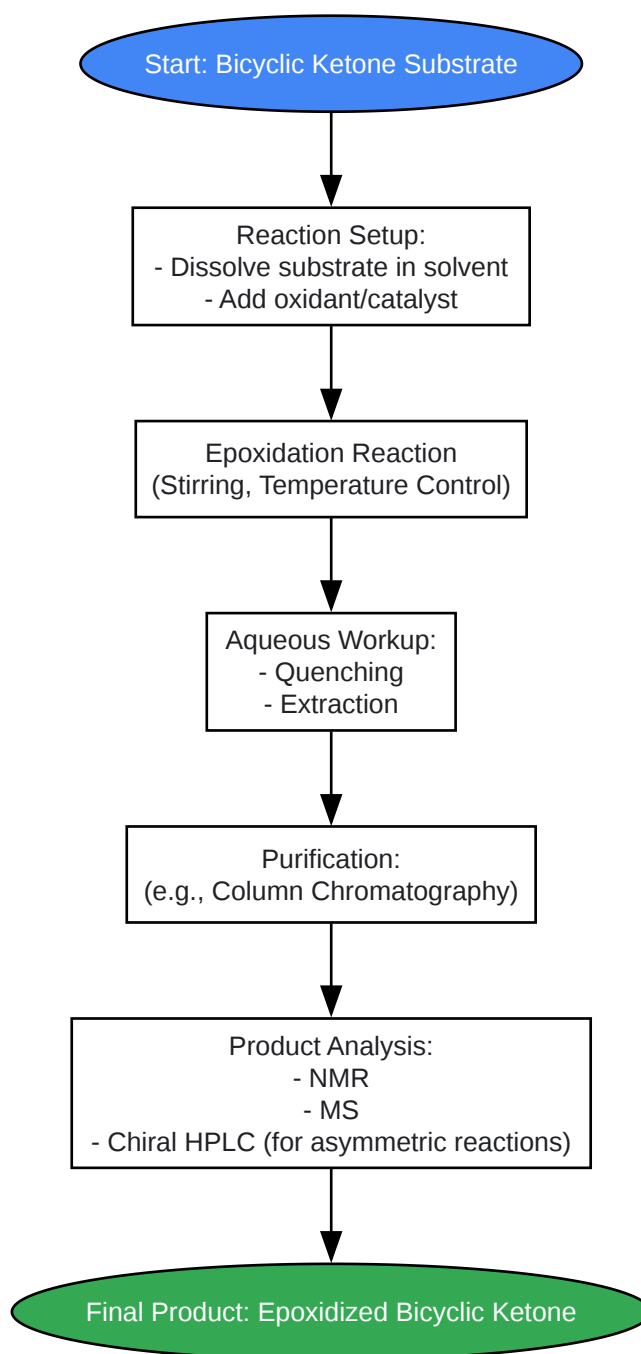 Start: Bicyclic Ketone Substrate
Reaction Setup:
- Dissolve substrate in solvent
- Add oxidant/catalyst
Epoxidation Reaction
(Stirring, Temperature Control)
Aqueous Workup:
- Quenching
- Extraction
Purification:
(e.g., Column Chromatography)
Product Analysis:
- NMR
- MS
- Chiral HPLC (for asymmetric reactions)
Final Product: Epoxidized Bicyclic Ketone